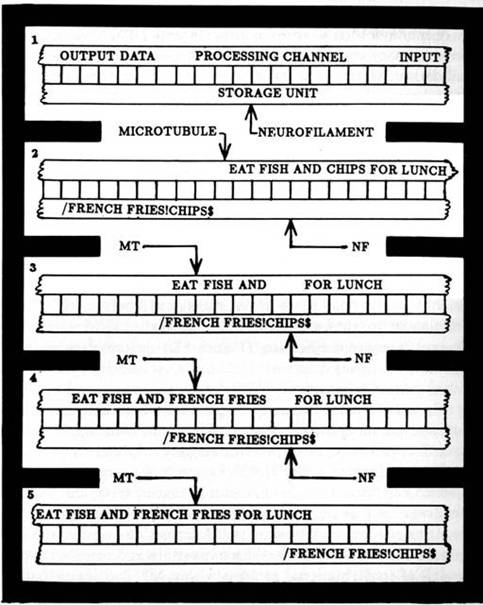 1
OUTPUT DATA PROCESSING CHANNEL INPUT
STORAGE UNIT
MICROTUBULE NEUROFILAMENT
2
EAT FISH AND CHIPS FOR LUNCH
/FRENCH FRIES!CHIPS$
MT NF
3
EAT FISH AND FOR LUNCH
/FRENCH FRIES!CHIPS$
MT NF
4
EAT FISH AND FRENCH FRIES FOR LUNCH
/FRENCH FRIES!CHIPS$
MT NF
5
EAT FISH AND FRENCH FRIES FOR LUNCH
/FRENCH FRIES!CHIPS$